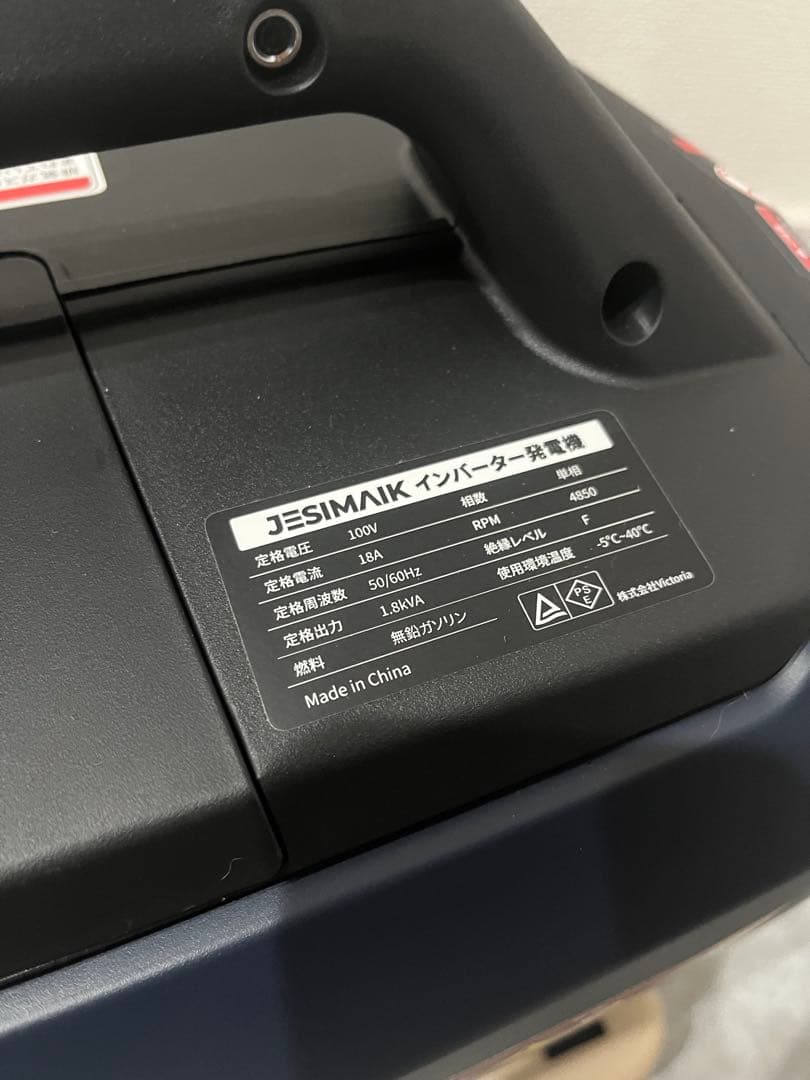 JESIMAIK インバーター発電機
定格電圧 100V 相数 単相
定格電流 18A RPM 4850
定格周波数 50/60Hz 絶縁レベル F
定格出力 1.8kVA 使用環境温度 -5℃~40℃
燃料 無鉛ガソリン
PS
E
株式会社Victoria
Made in China